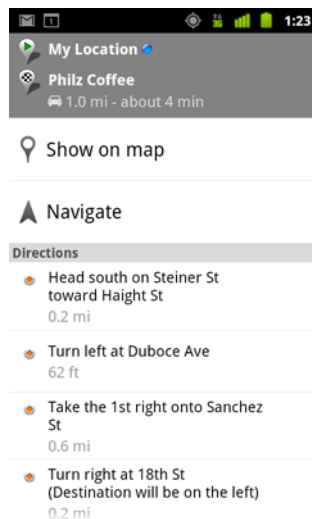 1
3G
1:23
My Location
Philz Coffee
1.0 mi - about 4 min
Show on map
Navigate
Directions
Head south on Steiner St
toward Haight St
0.2 mi
Turn left at Duboce Ave
62 ft
Take the 1st right onto Sanchez
St
0.6 mi
Turn right at 18th St
(Destination will be on the left)
0.2 mi